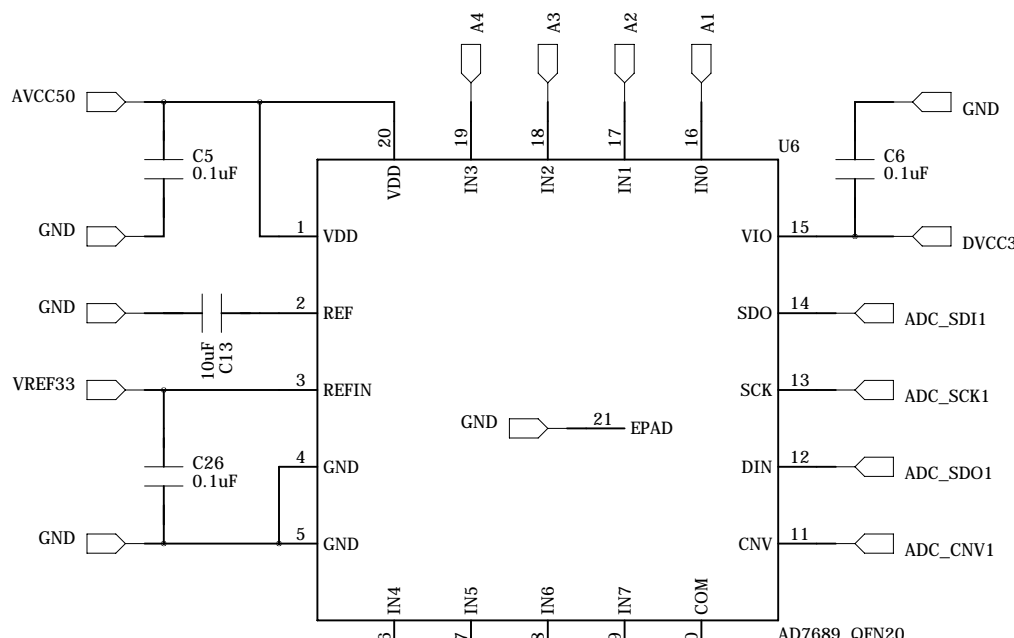 A4
A3
A2
A1
AVCC50
GND
20
19
18
17
16
U6
C5
0.1uF
C6
0.1uF
VDD
IN3
IN2
IN1
IN0
GND
1
VDD
VIO
15
DVCC3
GND
2
REF
SDO
14
ADC_SDI1
10uF
C13
VREF33
3
REFIN
SCK
13
ADC_SCK1
GND
21
EPAD
C26
0.1uF
4
GND
DIN
12
ADC_SDO1
GND
5
GND
CNV
11
ADC_CNV1
IN4
IN5
IN6
IN7
COM
AD7689_QFN20